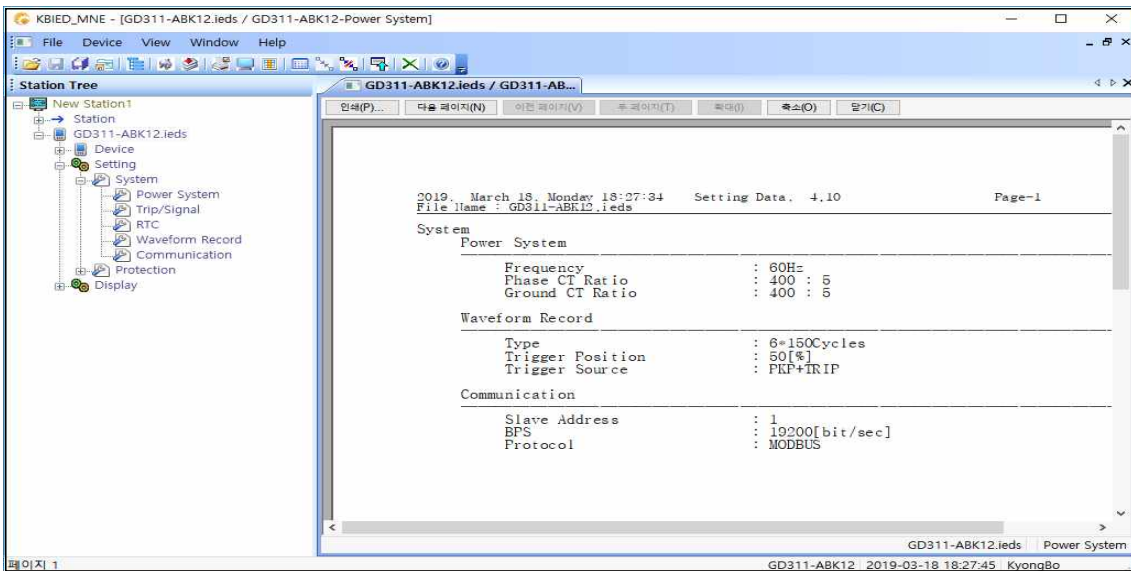 KBIED_MNE - [GD311-ABK12.ieds / GD311-ABK12-Power System]
File Device View Window Help
Station Tree
GD311-ABK12.ieds / GD311-AB...
New Station1
Station
GD311-ABK12.ieds
Device
Setting
System
Power System
Trip/Signal
RTC
Waveform Record
Communication
Protection
Display
인쇄(P)... 다음 페이지(N) 이전 페이지(V) 두 페이지(T) 확대(I) 축소(O) 닫기(C)
2019. March 18. Monday 18:27:34 Setting Data. 4.10 Page-1
File Name : GD311-ABK12.ieds
System
Power System
Frequency : 60Hz
Phase CT Ratio : 400 : 5
Ground CT Ratio : 400 : 5
Waveform Record
Type : 6*150Cycles
Trigger Position : 50[%]
Trigger Source : PKP+TRIP
Communication
Slave Address : 1
BPS : 19200[bit/sec]
Protocol : MODBUS
GD311-ABK12.ieds Power System
페이지 1 GD311-ABK12 2019-03-18 18:27:45 KyongBo